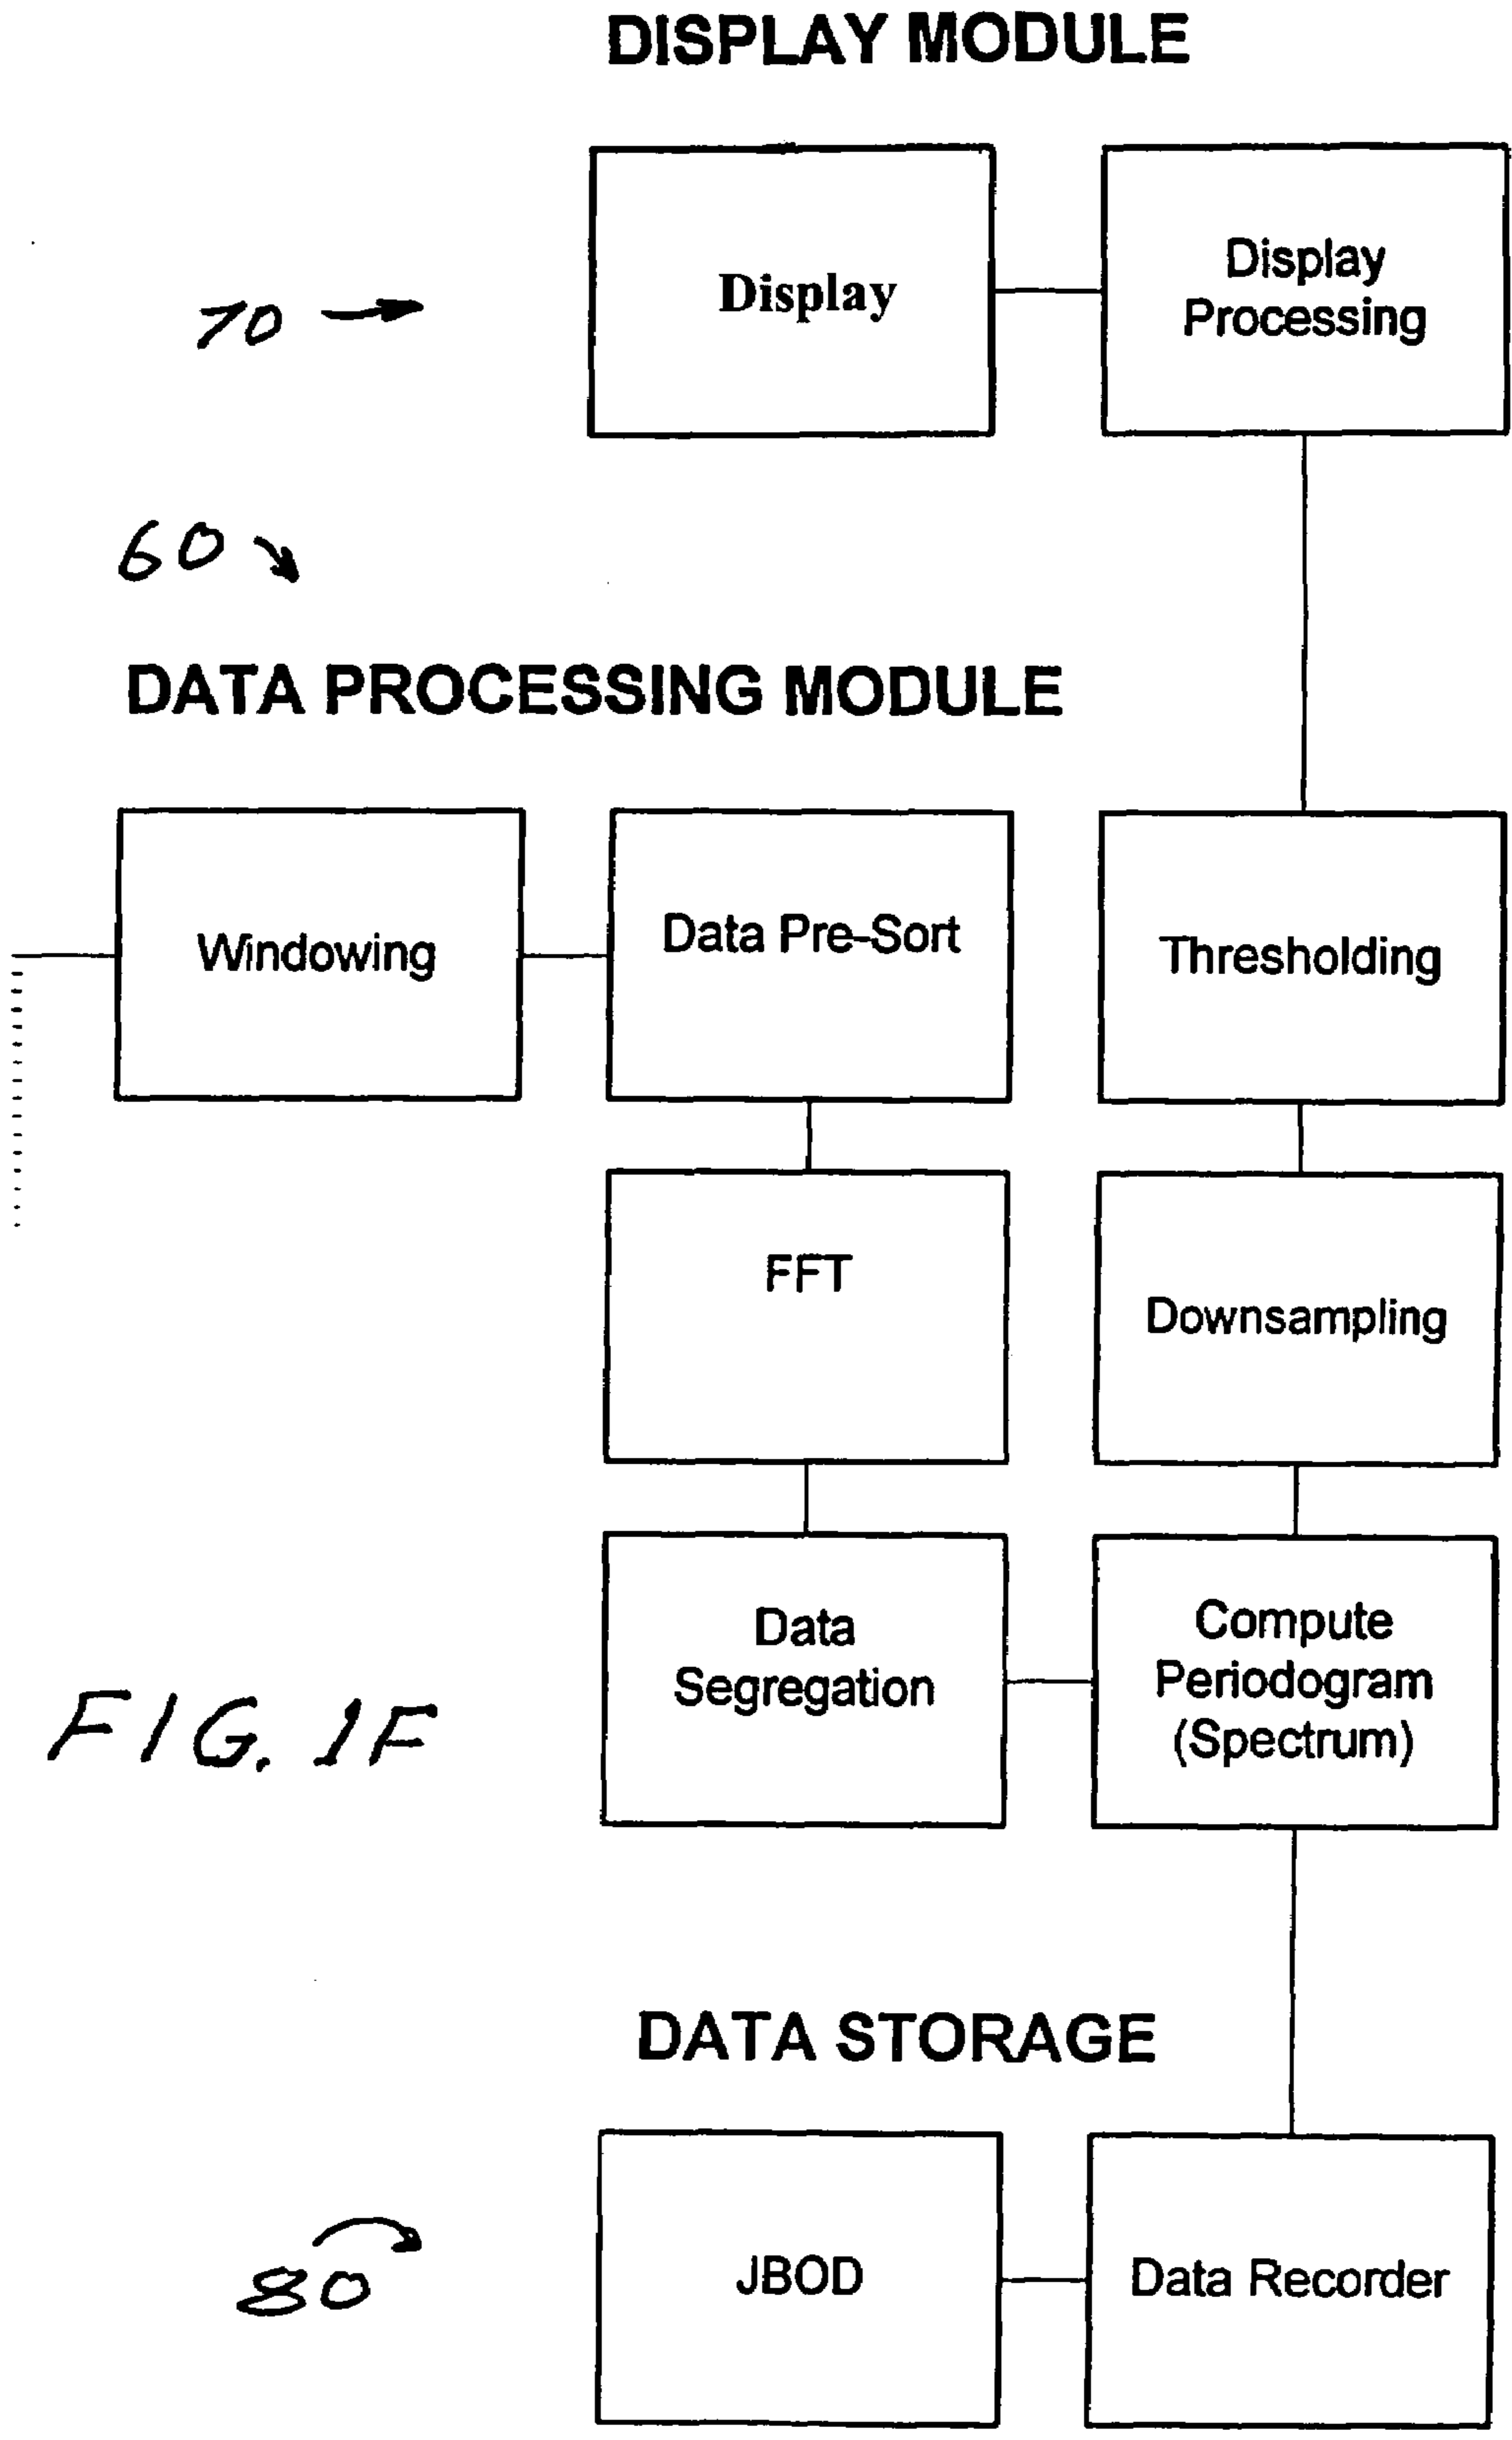 DISPLAY MODULE
Display
Display
Processing
70
60
DATA PROCESSING MODULE
Windowing
Data Pre-Sort
Thresholding
FFT
Downsampling
Data
Segregation
Compute
Periodogram
(Spectrum)
FIG. 1F
DATA STORAGE
80
JBOD
Data Recorder